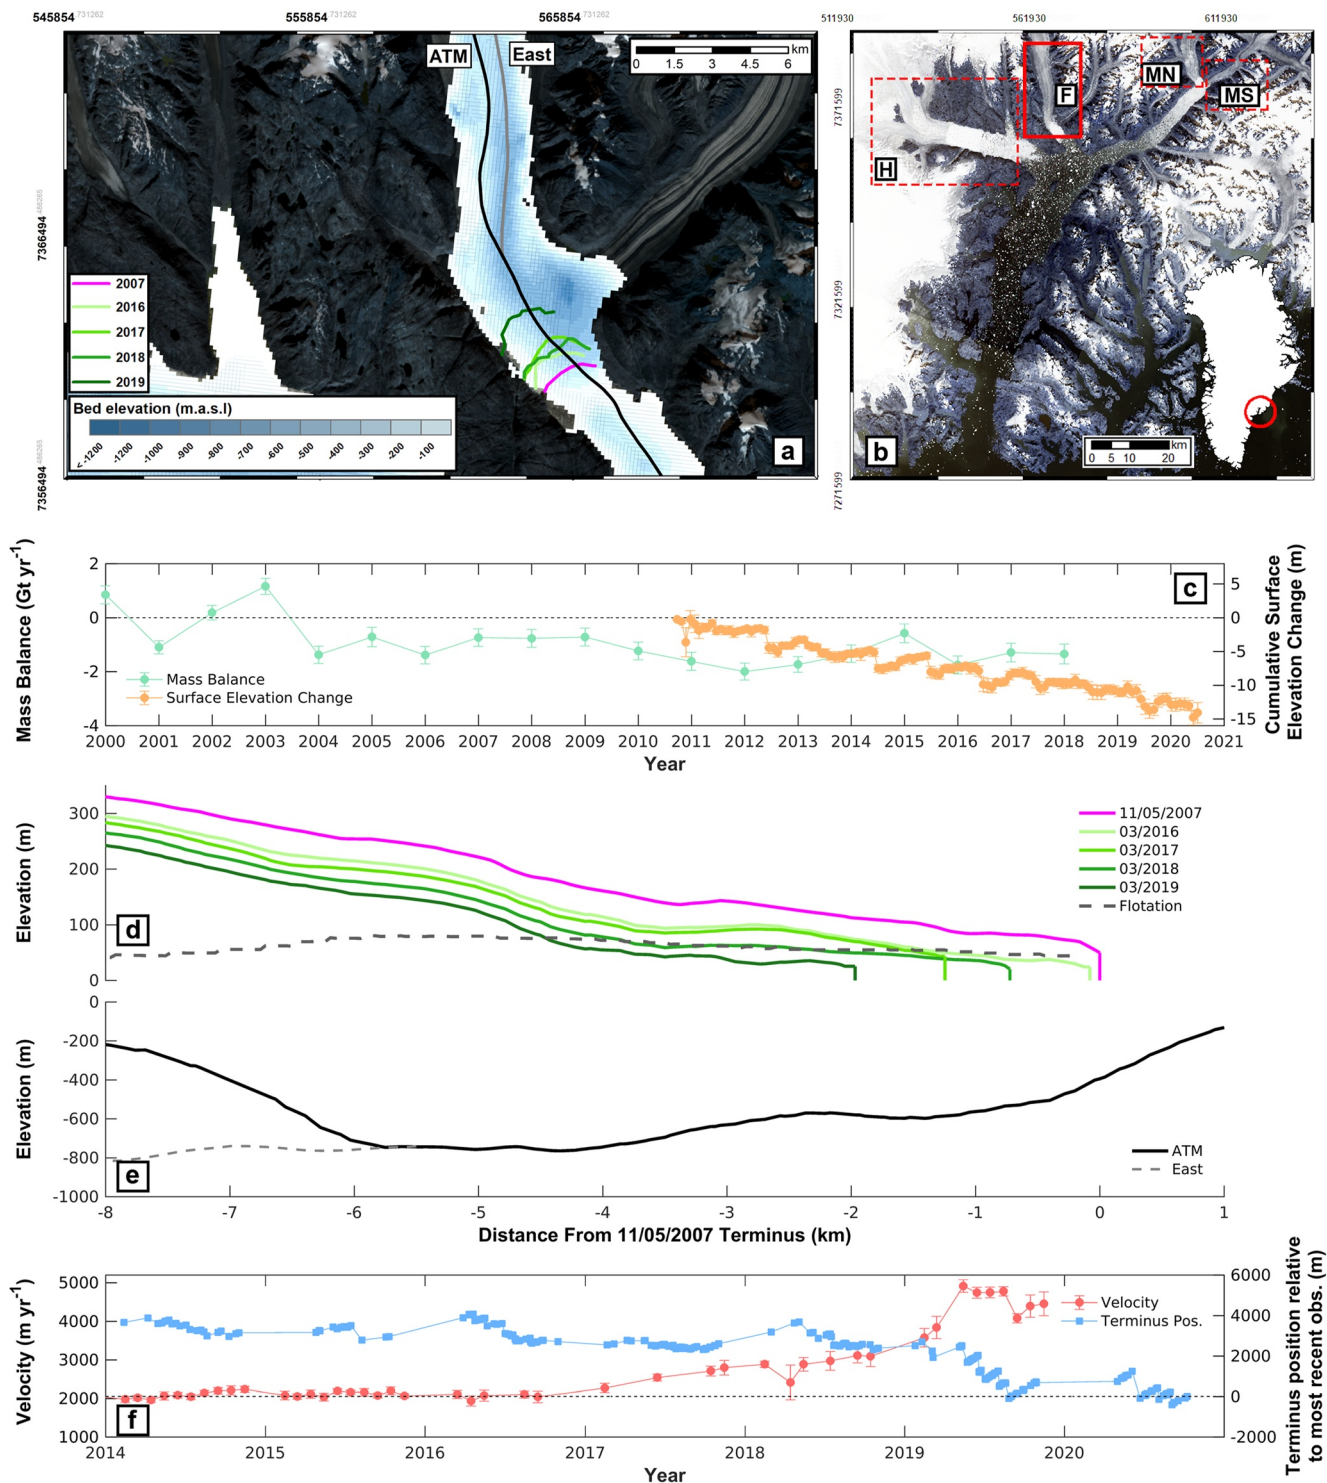 545854.731262 555854.731262 565854.731262
511930 561930 611930
ATM East
km
0 1.5 3 4.5 6
7366494.488265
7356494.488265
2007
2016
2017
2018
2019
Bed elevation (m.a.s.l)
<-1200 -1200 -1100 -1000 -900 -800 -700 -600 -500 -400 -300 -200 -100
a
7371599
7321599
7271599
F
MN
MS
H
km
0 5 10 20
b
Mass Balance (Gt yr-1)
2
0
-2
-4
c
Mass Balance
Surface Elevation Change
5
0
-5
-10
-15
Cumulative Surface
Elevation Change (m)
2000 2001 2002 2003 2004 2005 2006 2007 2008 2009 2010 2011 2012 2013 2014 2015 2016 2017 2018 2019 2020 2021
Year
Elevation (m)
300
200
100
0
d
11/05/2007
03/2016
03/2017
03/2018
03/2019
Flotation
Elevation (m)
0
-200
-400
-600
-800
-1000
e
ATM
East
-8 -7 -6 -5 -4 -3 -2 -1 0 1
Distance From 11/05/2007 Terminus (km)
Velocity (m yr-1)
5000
4000
3000
2000
1000
f
Velocity
Terminus Pos.
6000
4000
2000
0
-2000
Terminus position relative
to most recent obs. (m)
2014 2015 2016 2017 2018 2019 2020
Year